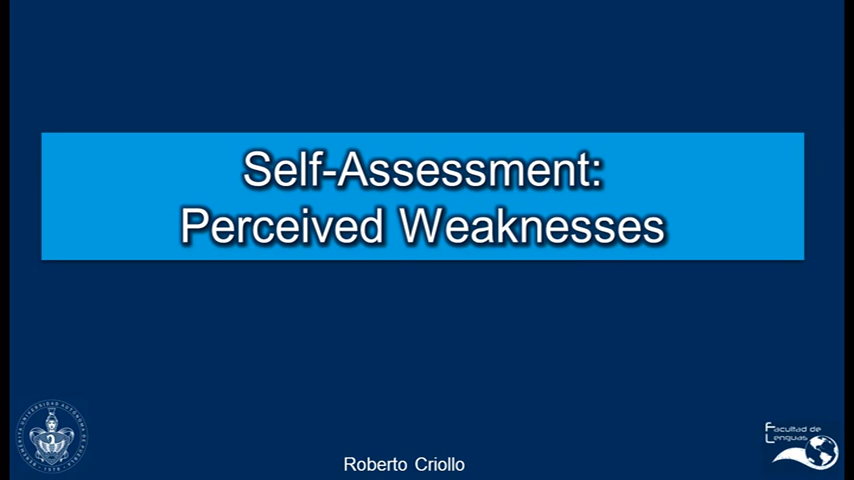 Self-Assessment:
Perceived Weaknesses
Facultad de
Lenguas
Roberto Criollo